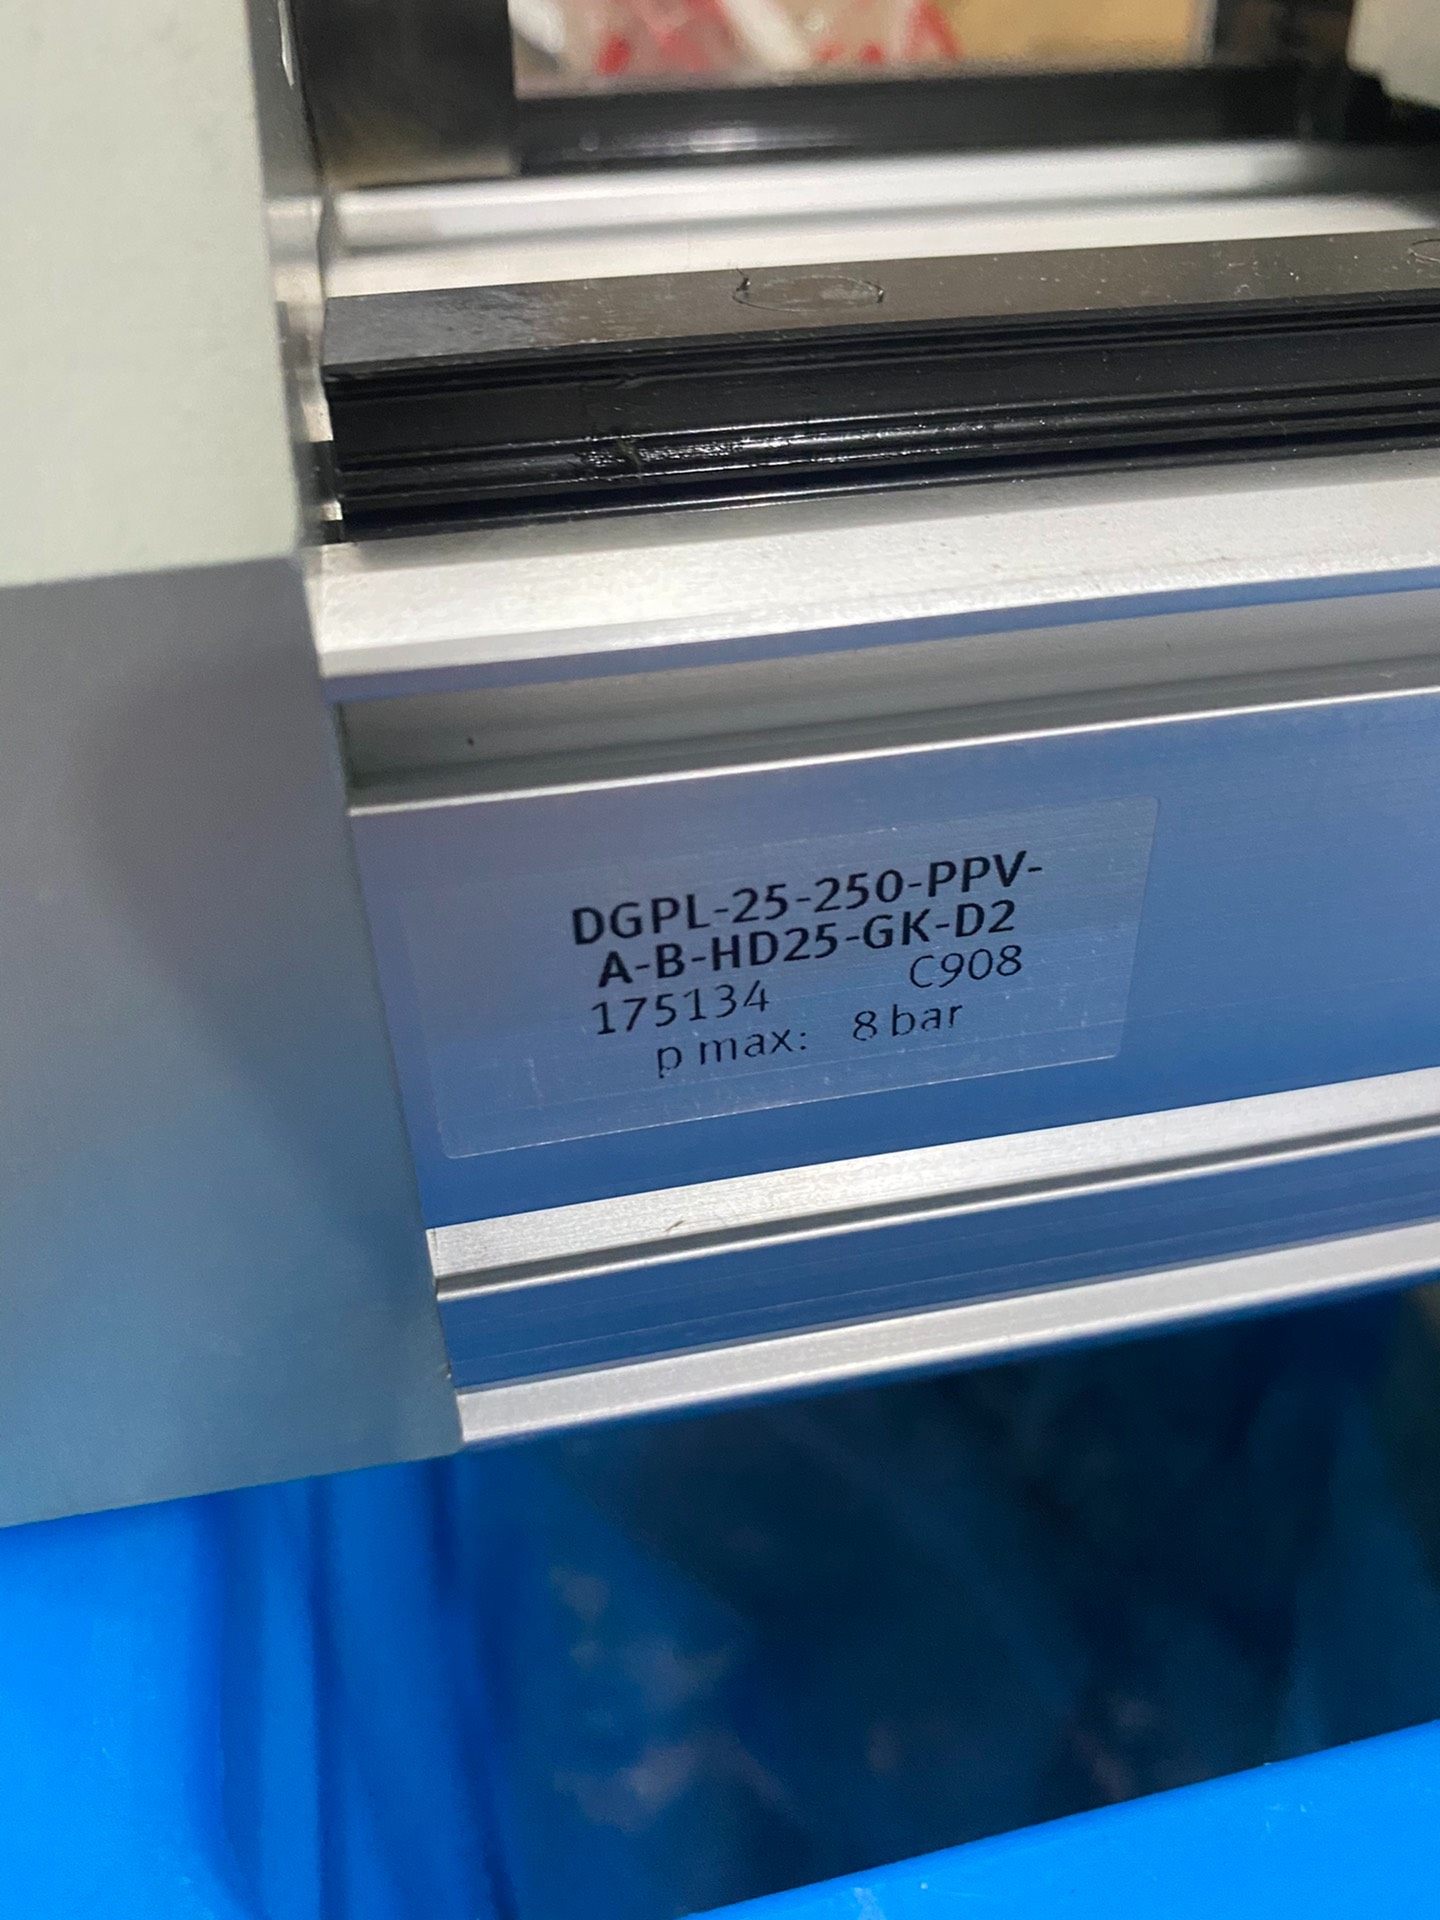 DGPL-25-250-PPV-
A-B-HD25-GK-D2
175134 C908
p max: 8 bar